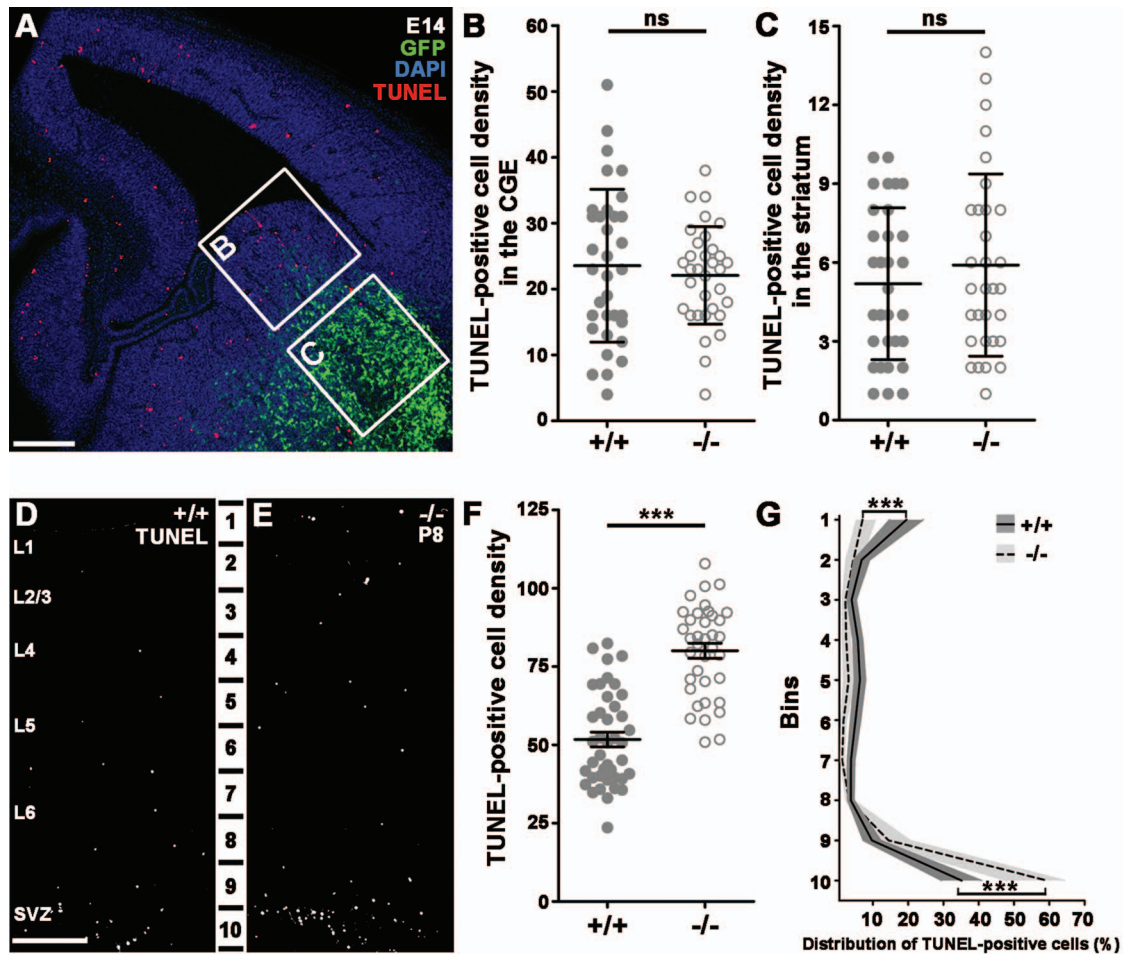 A
E14
GFP
DAPI
TUNEL
B
C
B
ns
TUNEL-positive cell density
in the CGE
60
50
40
30
20
10
0
+/+
-/-
C
ns
TUNEL-positive cell density
in the striatum
15
12
9
6
3
0
+/+
-/-
D
+/+
TUNEL
L1
L2/3
L4
L5
L6
SVZ
1
2
3
4
5
6
7
8
9
10
E
-/-
P8
F
***
TUNEL-positive cell density
125
100
75
50
25
0
+/+
-/-
G
***
+/+
-/-
Bins
1
2
3
4
5
6
7
8
9
10
***
10 20 30 40 50 60 70
Distribution of TUNEL-positive cells (%)